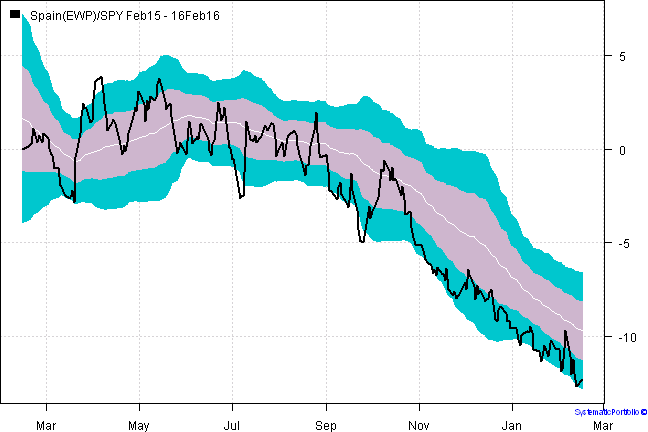 Spain(EWP)/SPY Feb15 - 16Feb16
5
0
-5
-10
SystematicPortfolio ©
Mar May Jul Sep Nov Jan Mar